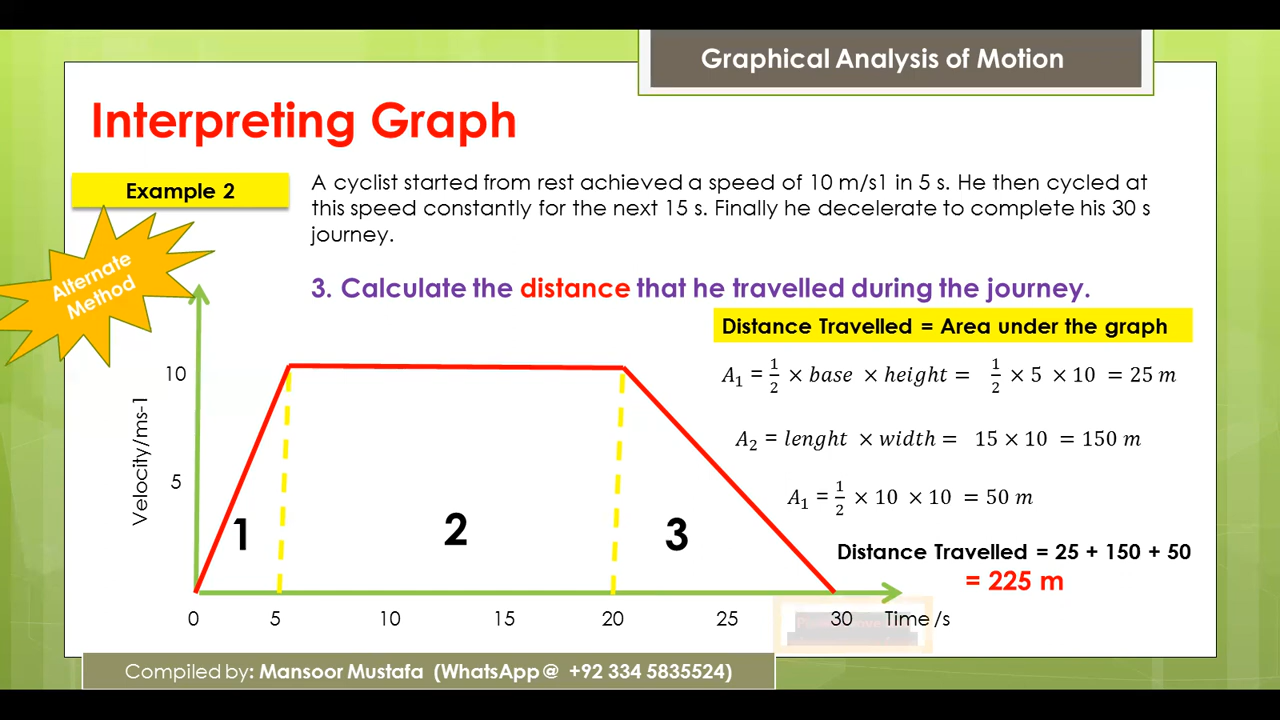 Graphical Analysis of Motion
Interpreting Graph
Example 2
A cyclist started from rest achieved a speed of 10 m/s1 in 5 s. He then cycled at
this speed constantly for the next 15 s. Finally he decelerate to complete his 30 s
journey.
Alternate
Method
3. Calculate the distance that he travelled during the journey.
Distance Travelled = Area under the graph
A₁ = 1/2 × base × height = 1/2 × 5 × 10 = 25 m
A₂ = lenght × width = 15 × 10 = 150 m
A₁ = 1/2 × 10 × 10 = 50 m
Distance Travelled = 25 + 150 + 50
= 225 m
Velocity/ms-1
10
5
1
2
3
0 5 10 15 20 25 30 Time /s
Compiled by: Mansoor Mustafa (WhatsApp @ +92 334 5835524)